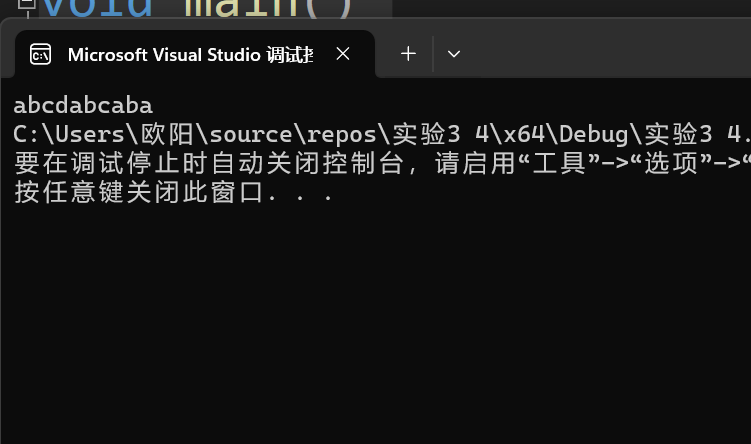 void main()
Microsoft Visual Studio 调试
abcdabcaba
C:\Users\欧阳\source\repos\实验3 4\x64\Debug\实验3 4.
要在调试停止时自动关闭控制台，请启用“工具”->“选项”->“
按任意键关闭此窗口. . .